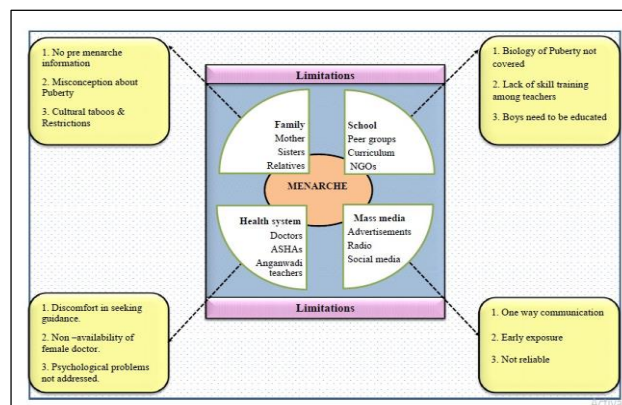 1. No pre menarche
information
2. Misconception about
Puberty
3. Cultural taboos &
Restrictions
1. Biology of Puberty not
covered
2. Lack of skill training
among teachers
3. Boys need to be educated
Limitations
Family
Mother
Sisters
Relatives
School
Peer groups
Curriculum
NGOs
MENARCHE
Health system
Doctors
ASHAs
Anganwadi
teachers
Mass media
Advertisements
Radio
Social media
Limitations
1. Discomfort in seeking
guidance.
2. Non –availability of
female doctor.
3. Psychological problems
not addressed.
1. One way communication
2. Early exposure
3. Not reliable